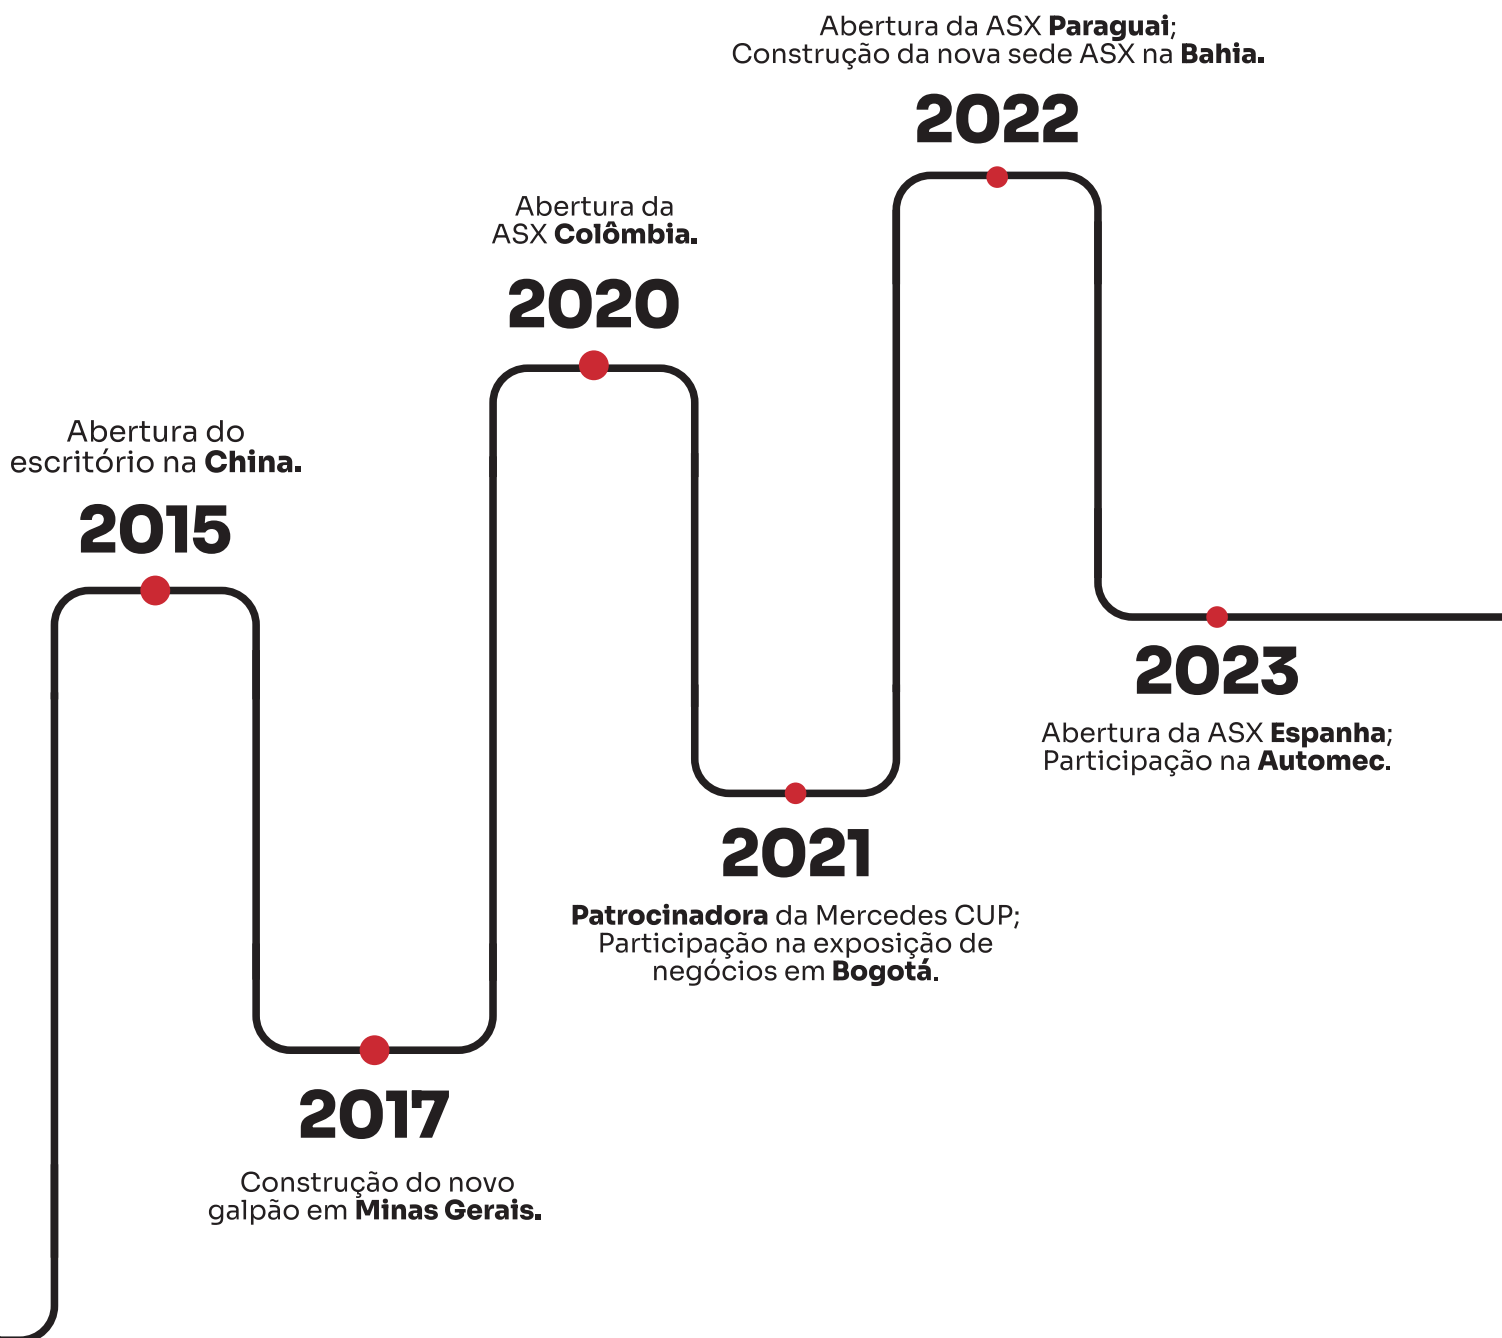 Abertura do
escritório na China.
2015
2017
Construção do novo
galpão em Minas Gerais.
Abertura da
ASX Colômbia.
2020
2021
Patrocinadora da Mercedes CUP;
Participação na exposição de
negócios em Bogotá.
Abertura da ASX Paraguai;
Construção da nova sede ASX na Bahia.
2022
2023
Abertura da ASX Espanha;
Participação na Automec.